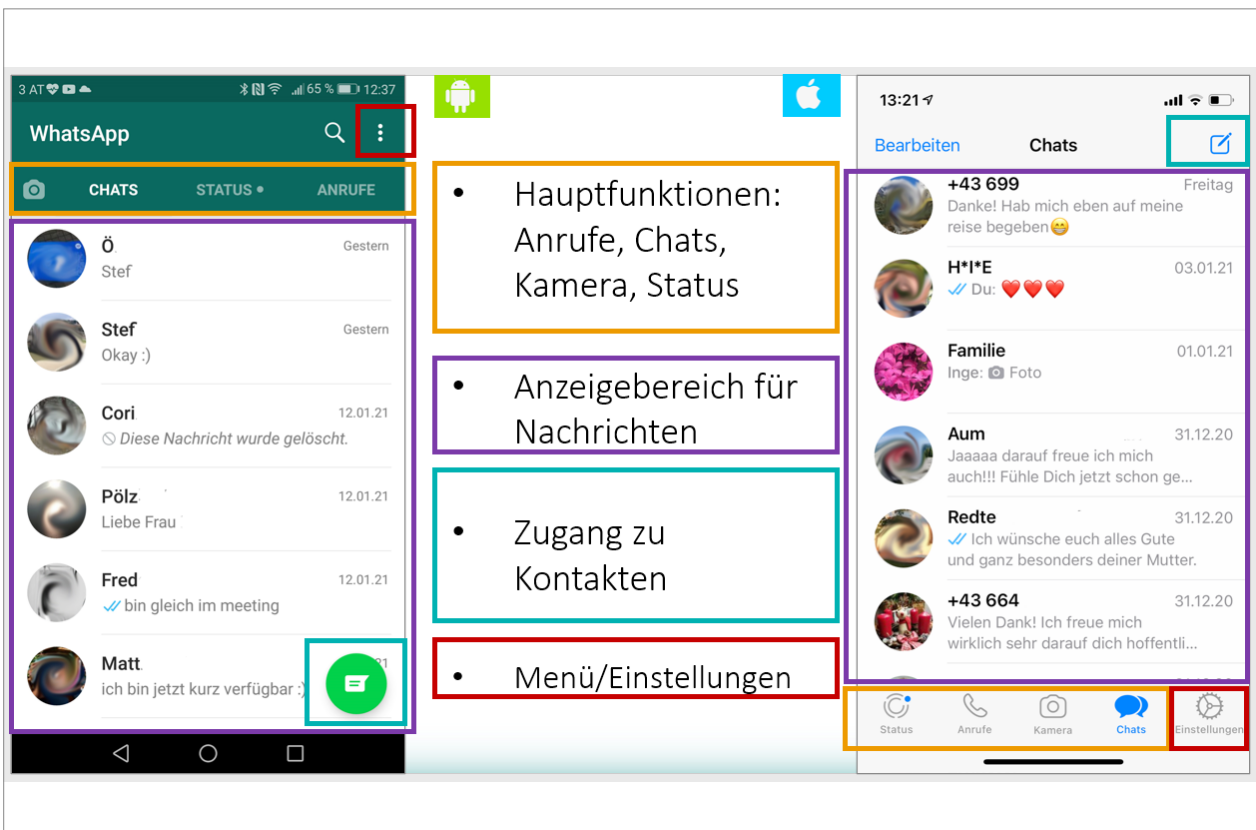 3 AT 65 % 12:37
WhatsApp
CHATS STATUS ANRUFE
Ö
Gestern
Stef
Stef
Gestern
Okay :)
Cori
12.01.21
Diese Nachricht wurde gelöscht.
Pölz
12.01.21
Liebe Frau
Fred
12.01.21
bin gleich im meeting
Matt
ich bin jetzt kurz verfügbar :)
• Hauptfunktionen:
Anrufe, Chats,
Kamera, Status
• Anzeigebereich für
Nachrichten
• Zugang zu
Kontakten
• Menü/Einstellungen
13:21
Bearbeiten Chats
+43 699
Freitag
Danke! Hab mich eben auf meine
reise begeben😁
H*I*E
03.01.21
Du: ❤️❤️❤️
Familie
01.01.21
Inge: Foto
Aum
31.12.20
Jaaaaa darauf freue ich mich
auch!!! Fühle Dich jetzt schon ge...
Redte
31.12.20
Ich wünsche euch alles Gute
und ganz besonders deiner Mutter.
+43 664
31.12.20
Vielen Dank! Ich freue mich
wirklich sehr darauf dich hoffentli...
Status Anrufe Kamera Chats Einstellungen